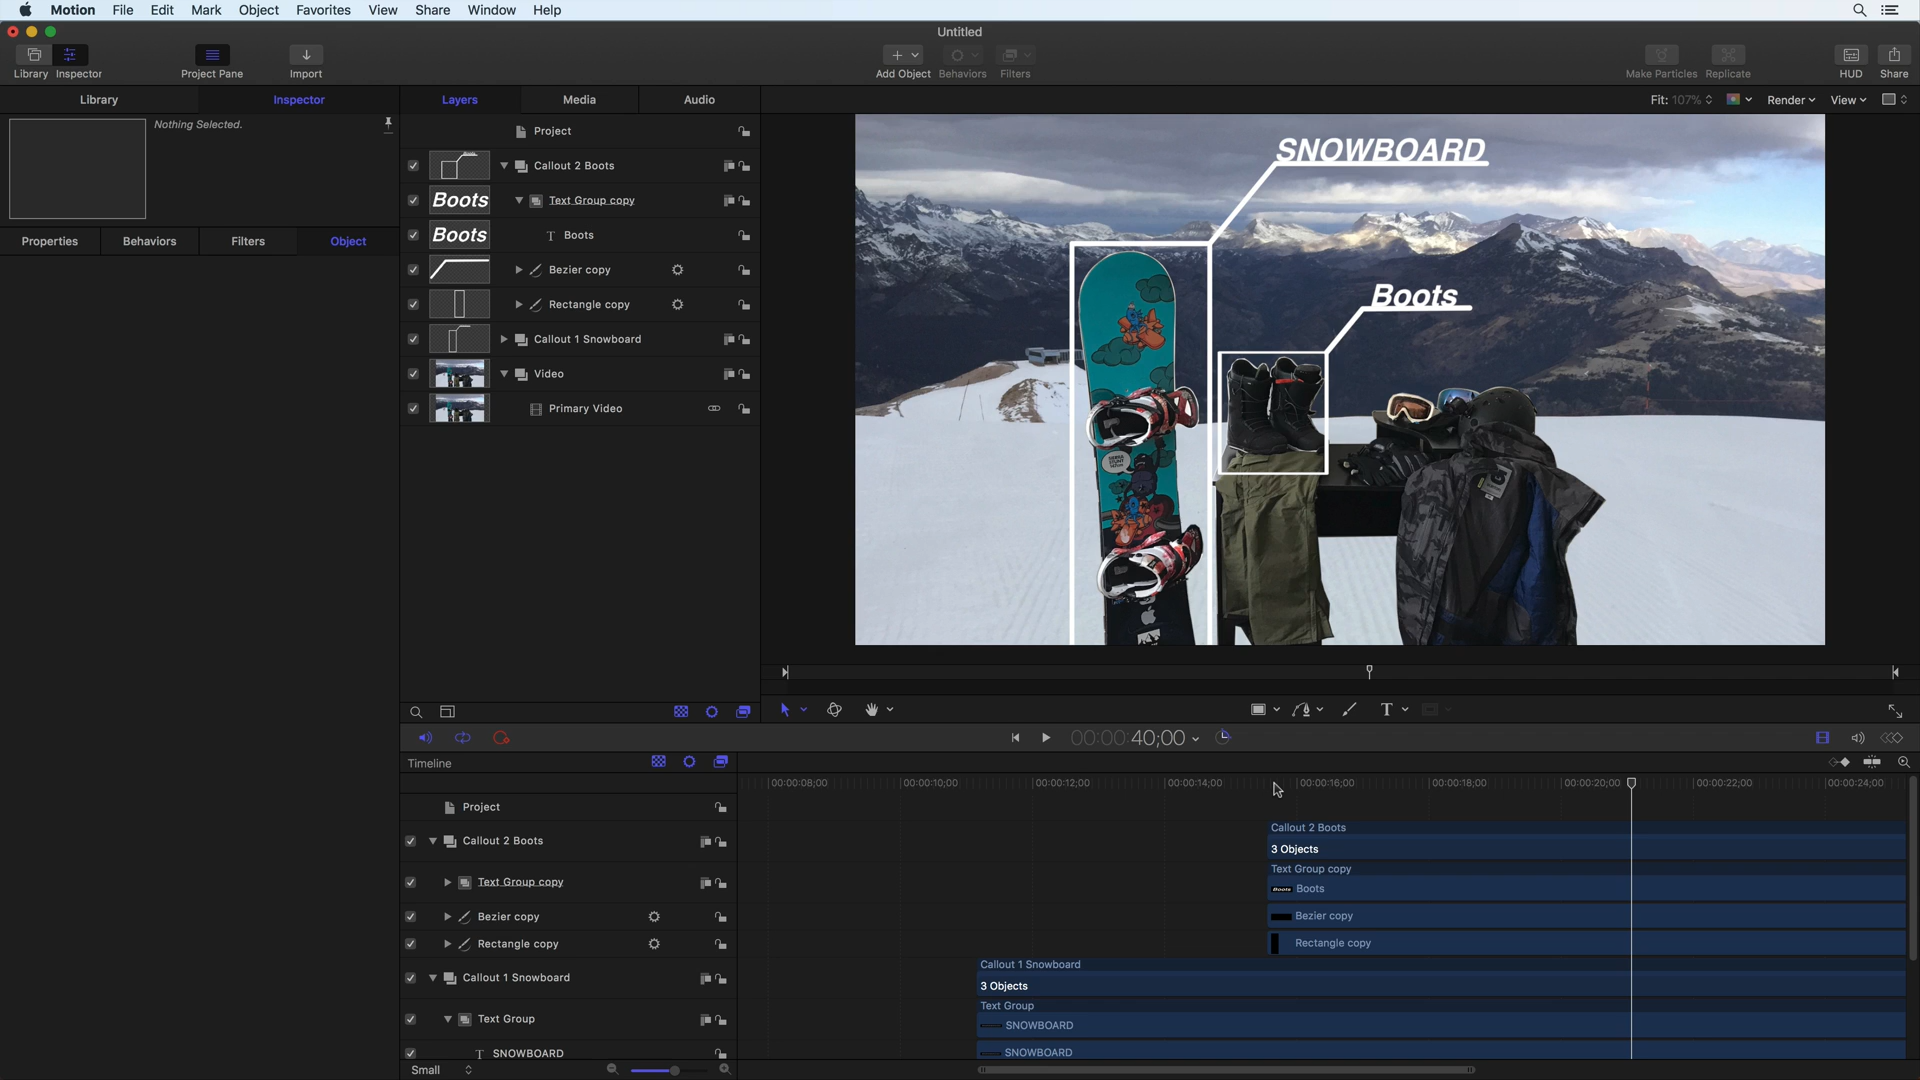 Motion File Edit Mark Object Favorites View Share Window Help
Untitled
Library Inspector Project Pane Import Add Object Behaviors Filters Make Particles Replicate HUD Share
Library Inspector Layers Media Audio Fit: 107% Render View
Nothing Selected.
Properties Behaviors Filters Object
Project
Callout 2 Boots
Boots Text Group copy
Boots T Boots
Bezier copy
Rectangle copy
Callout 1 Snowboard
Video
Primary Video
SNOWBOARD
Boots
T
00:00:40;00
Timeline
00:00:08;00 00:00:10;00 00:00:12;00 00:00:14;00 00:00:16;00 00:00:18;00 00:00:20;00 00:00:22;00 00:00:24;00
Project
Callout 2 Boots
Text Group copy
Bezier copy
Rectangle copy
Callout 1 Snowboard
Text Group
T SNOWBOARD
Callout 2 Boots
3 Objects
Text Group copy
Boots Boots
Bezier copy
Rectangle copy
Callout 1 Snowboard
3 Objects
Text Group
SNOWBOARD
SNOWBOARD
Small